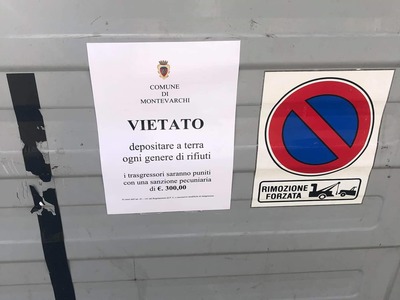 COMUNE
DI
MONTEVARCHI
VIETATO
depositare a terra
ogni genere di rifiuti
i trasgressori saranno puniti
con una sanzione pecuniaria
di €. 300,00
RIMOZIONE
FORZATA